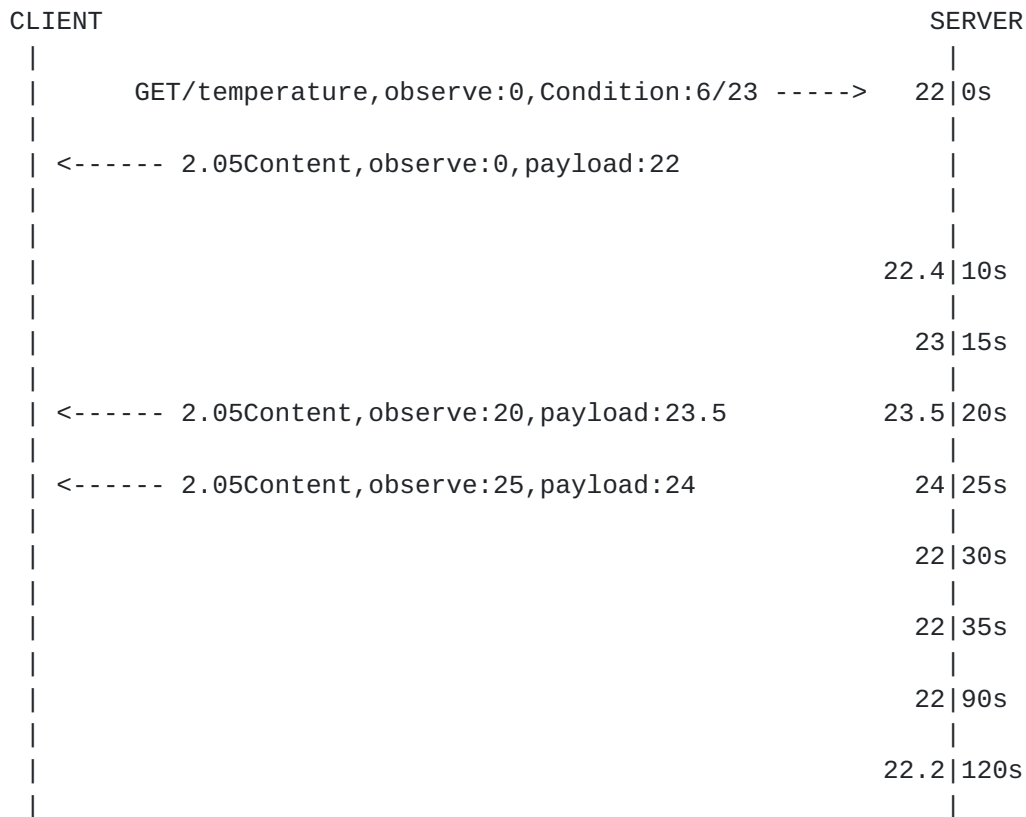 CLIENT SERVER
GET/temperature,observe:0,Condition:6/23 -----> 22|0s
<------ 2.05Content,observe:0,payload:22
22.4|10s
23|15s
<------ 2.05Content,observe:20,payload:23.5 23.5|20s
<------ 2.05Content,observe:25,payload:24 24|25s
22|30s
22|35s
22|90s
22.2|120s